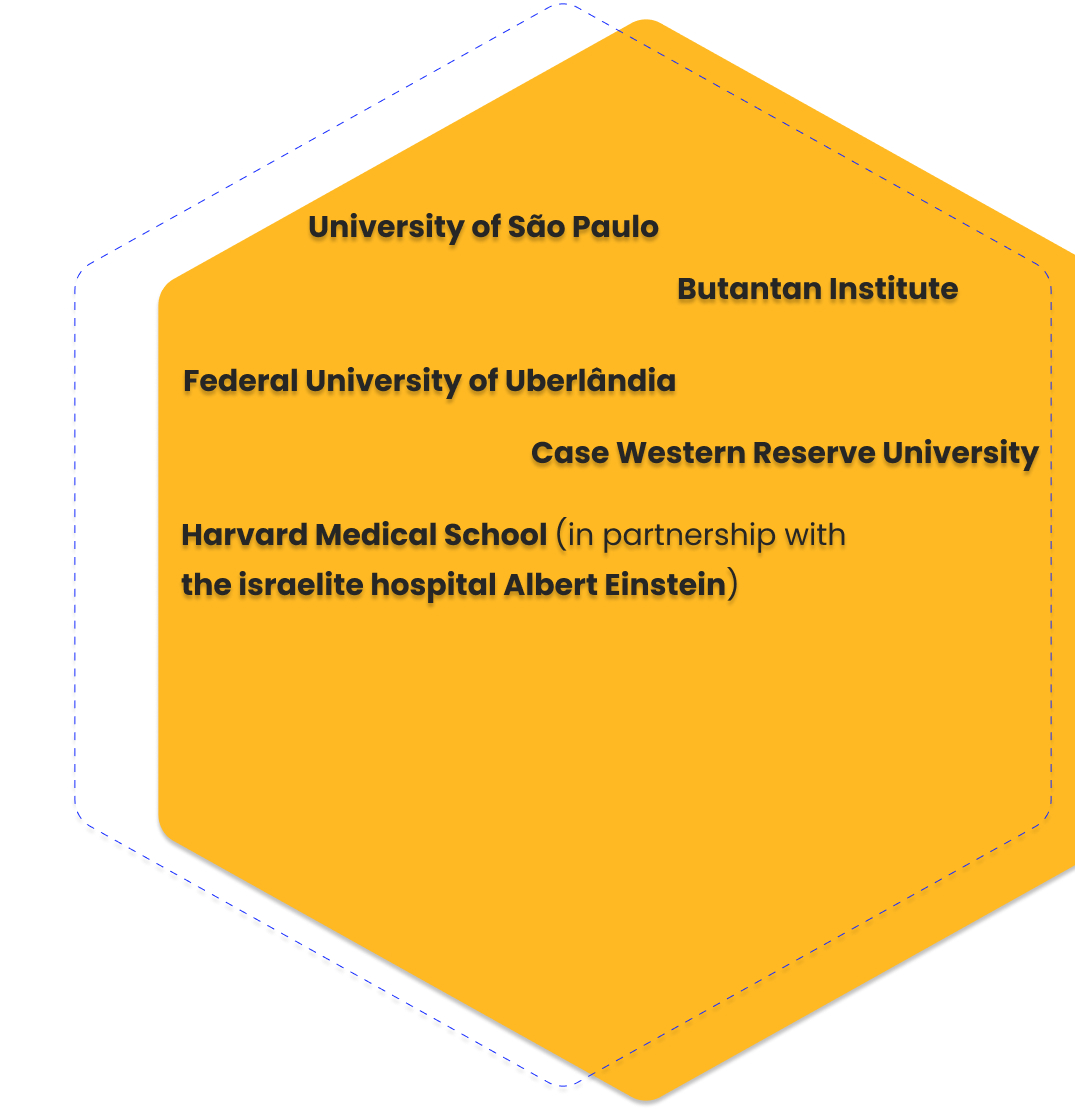 University of São Paulo
Butantan Institute
Federal University of Uberlândia
Case Western Reserve University
Harvard Medical School (in partnership with
the israelite hospital Albert Einstein)